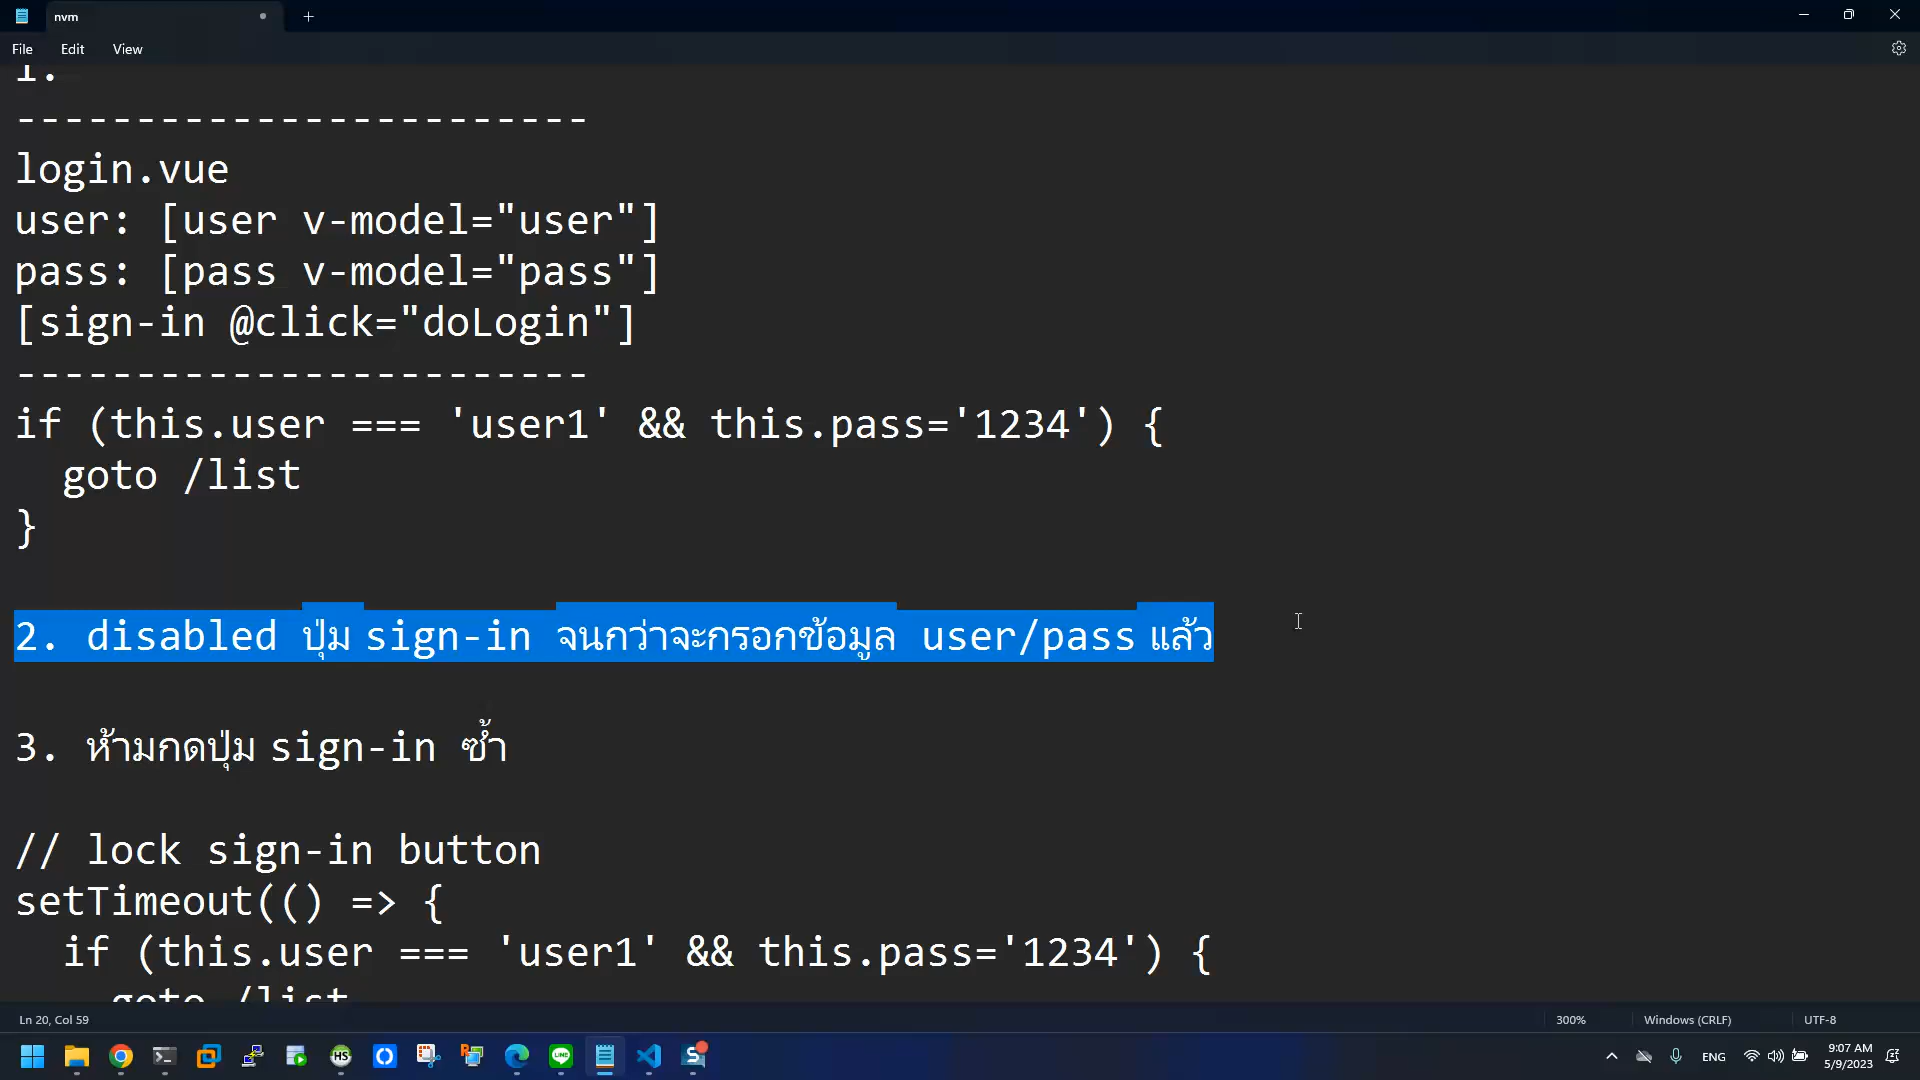 nvm
File Edit View
1.
------------------------
login.vue
user: [user v-model="user"]
pass: [pass v-model="pass"]
[sign-in @click="doLogin"]
------------------------
if (this.user === 'user1' && this.pass='1234') {
  goto /list
}
2. disabled ปุ่ม sign-in จนกว่าจะกรอกข้อมูล user/pass แล้ว
3. ห้ามกดปุ่ม sign-in ซ้ำ
// lock sign-in button
setTimeout(() => {
  if (this.user === 'user1' && this.pass='1234') {
    goto /list
Ln 20, Col 59 300% Windows (CRLF) UTF-8
ENG 9:07 AM
5/9/2023